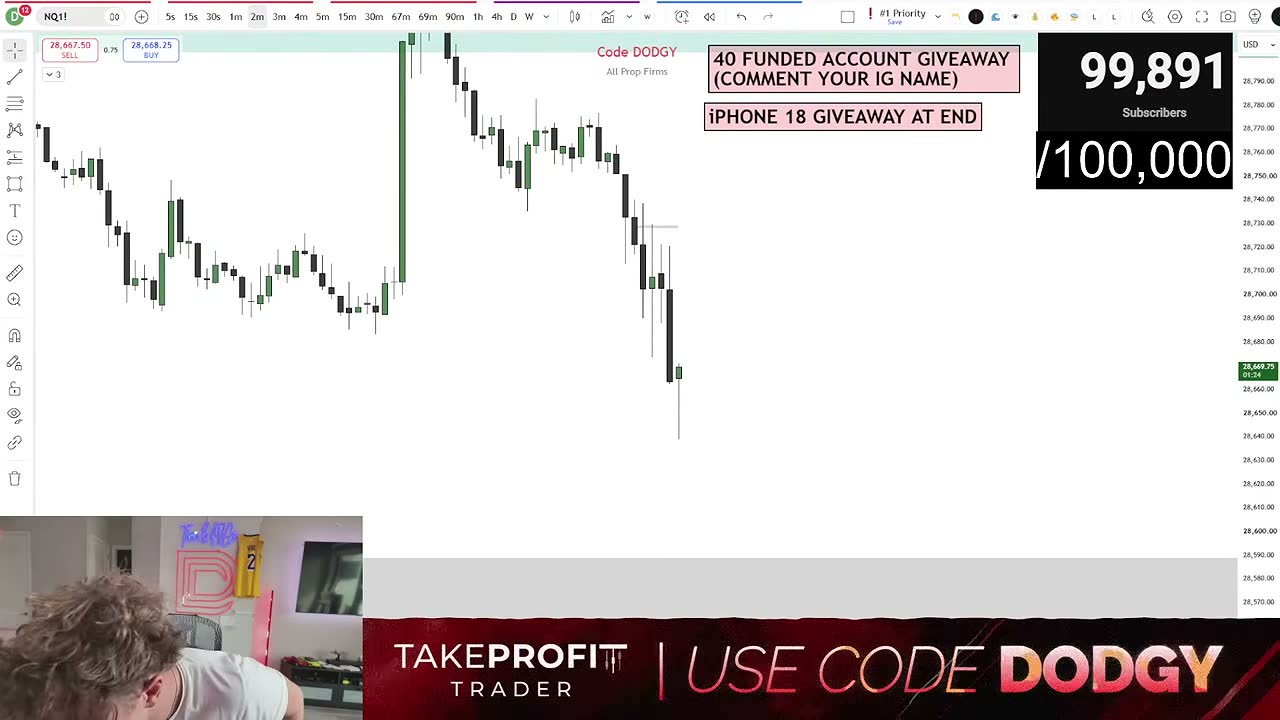 D 12 NQ1! 5s 15s 30s 1m 2m 3m 4m 5m 15m 30m 67m 69m 90m 1h 4h D W w #1 Priority
Save
28,667.50
SELL
0.75
28,668.25
BUY
3
Code DODGY
All Prop Firms
40 FUNDED ACCOUNT GIVEAWAY
(COMMENT YOUR IG NAME)
iPHONE 18 GIVEAWAY AT END
99,891
Subscribers
/100,000
USD
28,790.00
28,780.00
28,770.00
28,760.00
28,750.00
28,740.00
28,730.00
28,720.00
28,710.00
28,700.00
28,690.00
28,680.00
28,669.75
01:24
28,660.00
28,650.00
28,640.00
28,630.00
28,620.00
28,610.00
28,600.00
28,590.00
28,580.00
28,570.00
D
2
TAKEPROFIT
TRADER
USE CODE DODGY